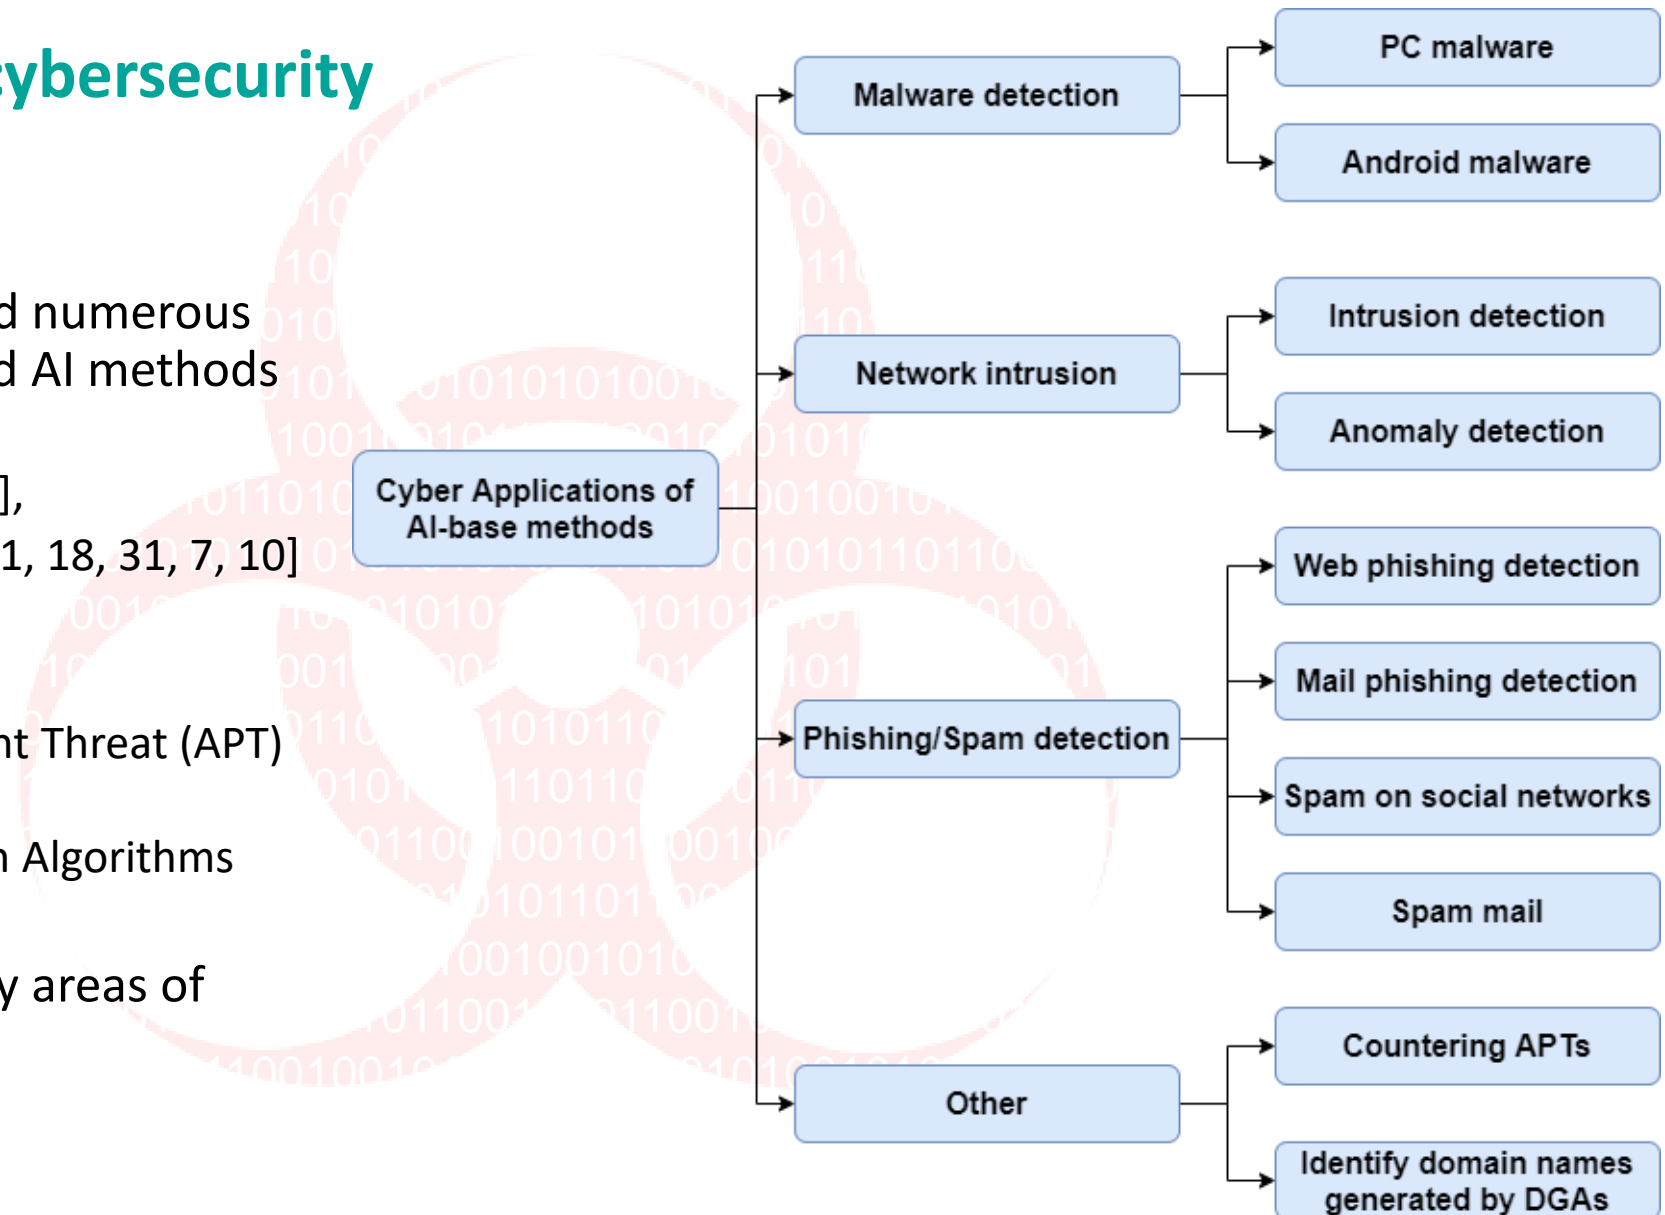 cybersecurity
d numerous
d AI methods
],
1, 18, 31, 7, 10]
nt Threat (APT)
n Algorithms
y areas of
Cyber Applications of
AI-base methods
Malware detection
PC malware
Android malware
Network intrusion
Intrusion detection
Anomaly detection
Phishing/Spam detection
Web phishing detection
Mail phishing detection
Spam on social networks
Spam mail
Other
Countering APTs
Identify domain names
generated by DGAs